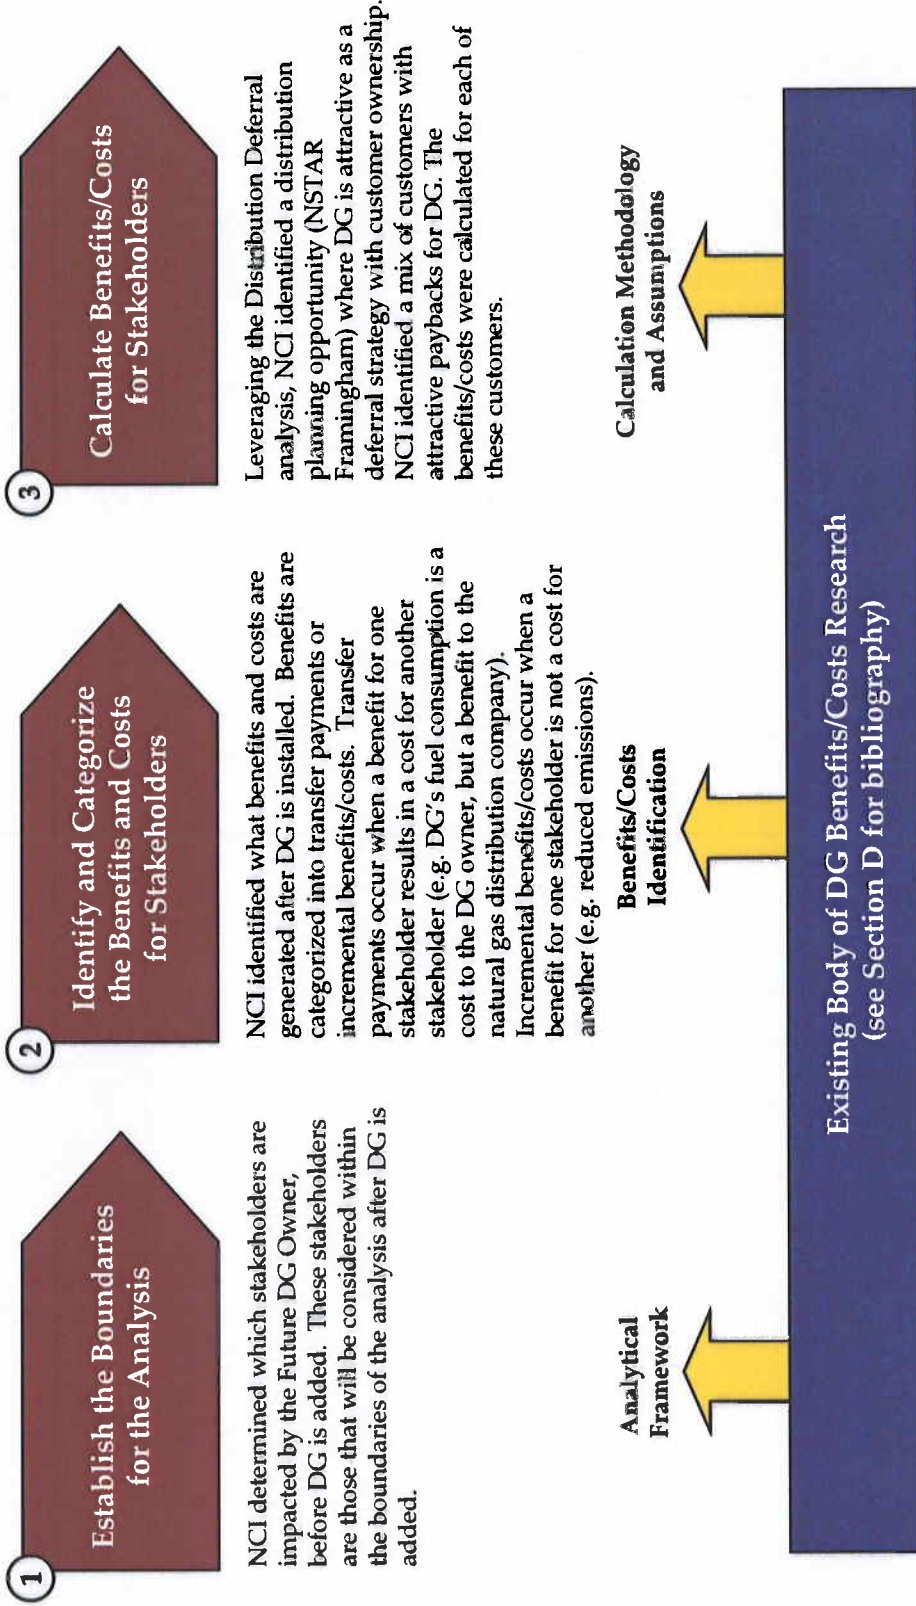 1
Establish the Boundaries
for the Analysis
NCI determined which stakeholders are
impacted by the Future DG Owner,
before DG is added. These stakeholders
are those that will be considered within
the boundaries of the analysis after DG is
added.
Analytical
Framework
2
Identify and Categorize
the Benefits and Costs
for Stakeholders
NCI identified what benefits and costs are
generated after DG is installed. Benefits are
categorized into transfer payments or
incremental benefits/costs. Transfer
payments occur when a benefit for one
stakeholder results in a cost for another
stakeholder (e.g. DG's fuel consumption is a
cost to the DG owner, but a benefit to the
natural gas distribution company).
Incremental benefits/costs occur when a
benefit for one stakeholder is not a cost for
another (e.g. reduced emissions).
Benefits/Costs
Identification
3
Calculate Benefits/Costs
for Stakeholders
Leveraging the Distribution Deferral
analysis, NCI identified a distribution
planning opportunity (NSTAR
Framingham) where DG is attractive as a
deferral strategy with customer ownership.
NCI identified a mix of customers with
attractive paybacks for DG. The
benefits/costs were calculated for each of
these customers.
Calculation Methodology
and Assumptions
Existing Body of DG Benefits/Costs Research
(see Section D for bibliography)